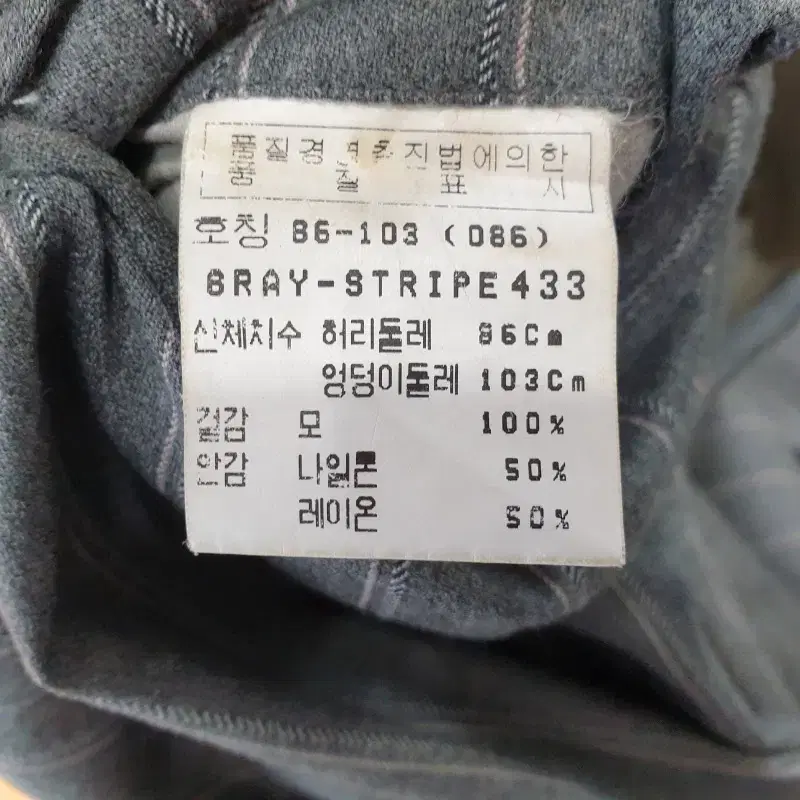 품질경영촉진법에의한
품 질 표 시
호칭 86-103 (086)
GRAY-STRIPE 433
신체치수 허리둘레 86Cm
엉덩이둘레 103Cm
겉감 모 100%
안감 나일론 50%
레이온 50%